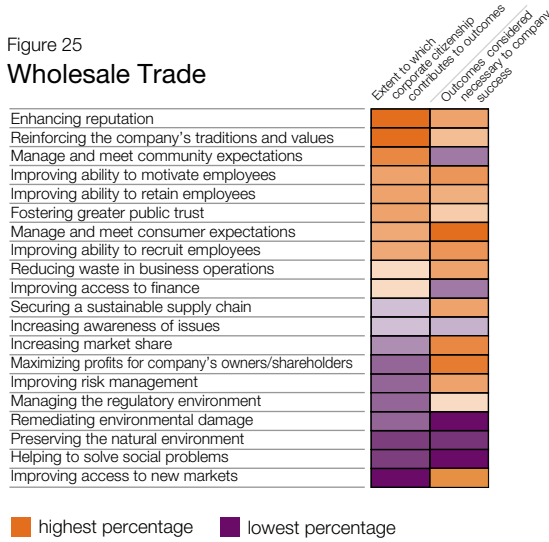 Figure 25
Wholesale Trade
Extent to which
corporate citizenship
contributes to outcomes
Outcomes considered
necessary to company
success
Enhancing reputation
Reinforcing the company's traditions and values
Manage and meet community expectations
Improving ability to motivate employees
Improving ability to retain employees
Fostering greater public trust
Manage and meet consumer expectations
Improving ability to recruit employees
Reducing waste in business operations
Improving access to finance
Securing a sustainable supply chain
Increasing awareness of issues
Increasing market share
Maximizing profits for company's owners/shareholders
Improving risk management
Managing the regulatory environment
Remediating environmental damage
Preserving the natural environment
Helping to solve social problems
Improving access to new markets
highest percentage
lowest percentage